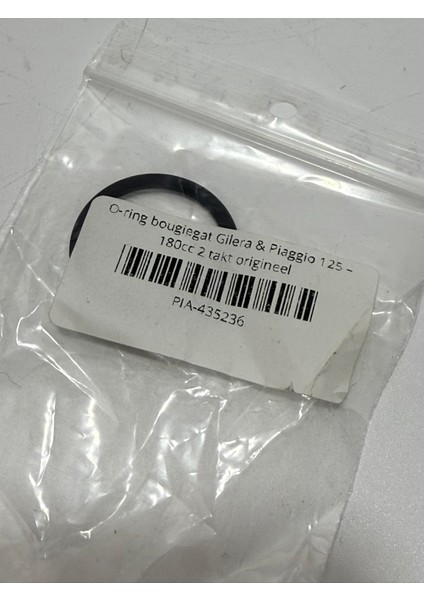 O-ring bougiegat Gilera & Piaggio 125 –
180cc 2 takt origineel
PIA-435236